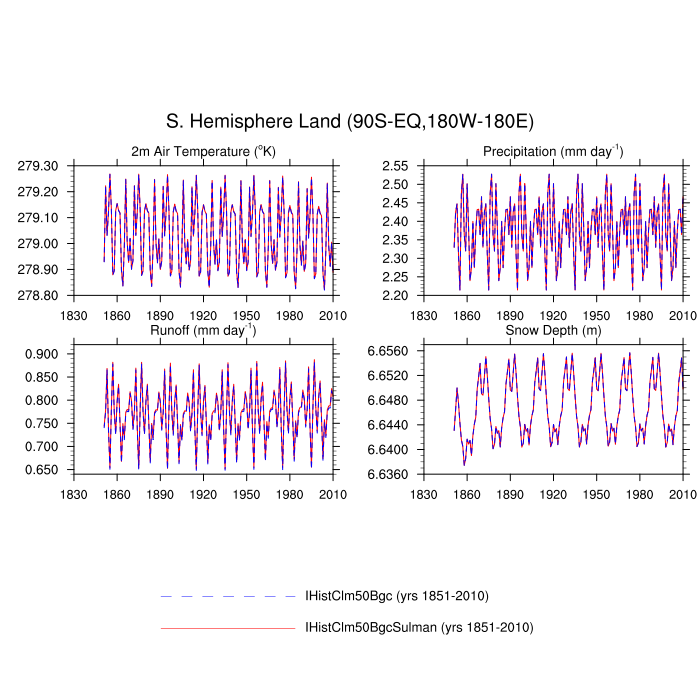 S. Hemisphere Land (90S-EQ,180W-180E)
2m Air Temperature (°K)
279.30
279.20
279.10
279.00
278.90
278.80
1830 1860 1890 1920 1950 1980 2010
Precipitation (mm day⁻¹)
2.55
2.50
2.45
2.40
2.35
2.30
2.25
2.20
1830 1860 1890 1920 1950 1980 2010
Runoff (mm day⁻¹)
0.900
0.850
0.800
0.750
0.700
0.650
1830 1860 1890 1920 1950 1980 2010
Snow Depth (m)
6.6560
6.6520
6.6480
6.6440
6.6400
6.6360
1830 1860 1890 1920 1950 1980 2010
IHistClm50Bgc (yrs 1851-2010)
IHistClm50BgcSulman (yrs 1851-2010)